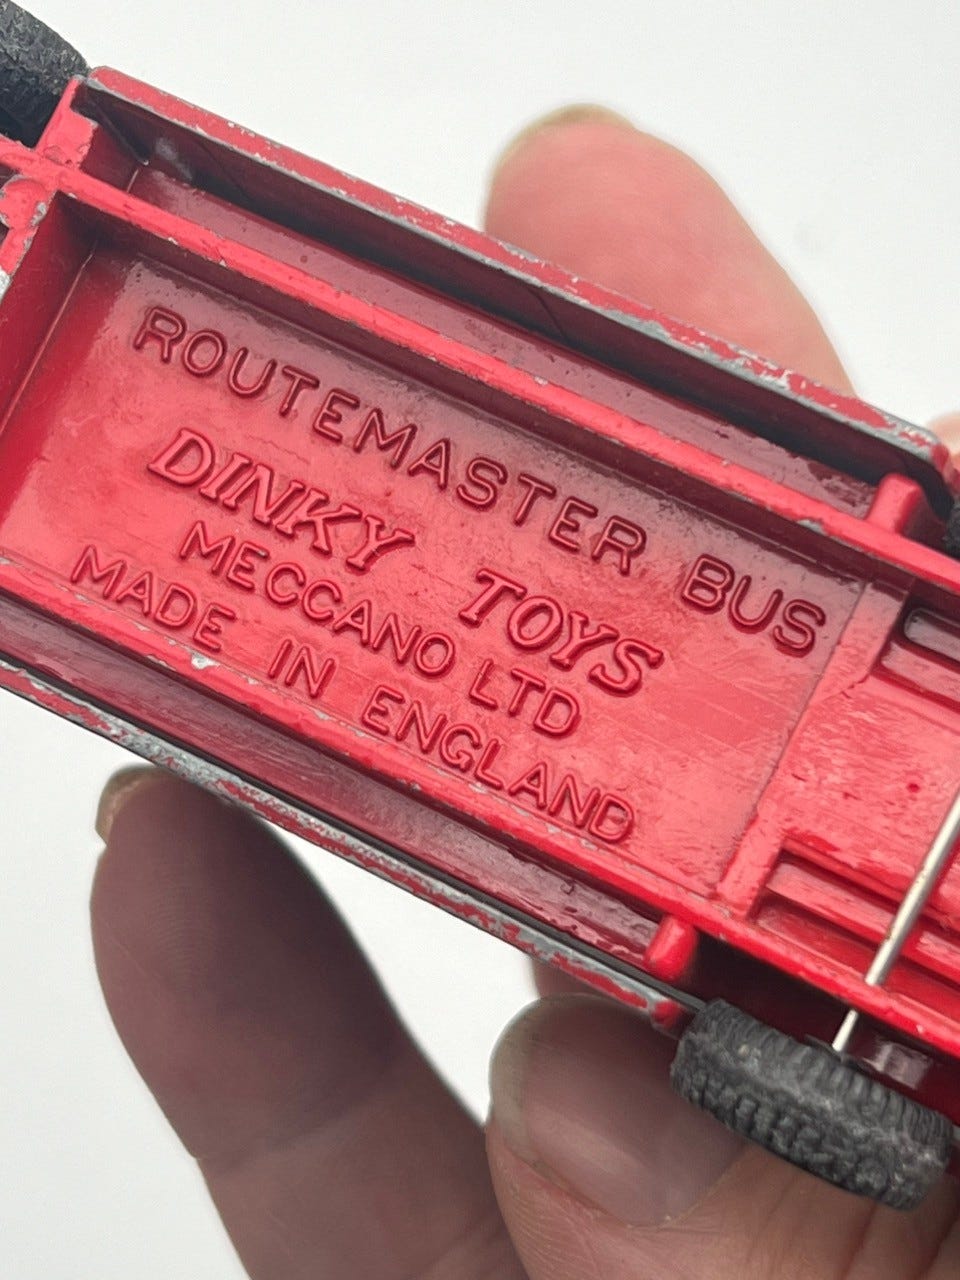 ROUTEMASTER BUS
DINKY TOYS
MECCANO LTD
MADE IN ENGLAND